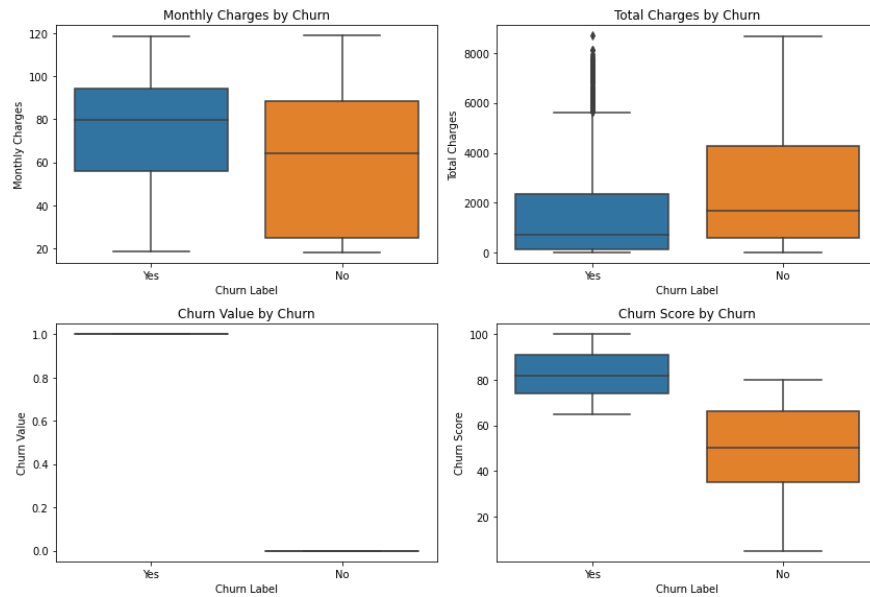 Monthly Charges by Churn
120
100
80
60
40
20
Monthly Charges
Yes
No
Churn Label
Total Charges by Churn
8000
6000
4000
2000
0
Total Charges
Yes
No
Churn Label
Churn Value by Churn
1.0
0.8
0.6
0.4
0.2
0.0
Churn Value
Yes
No
Churn Label
Churn Score by Churn
100
80
60
40
20
Churn Score
Yes
No
Churn Label